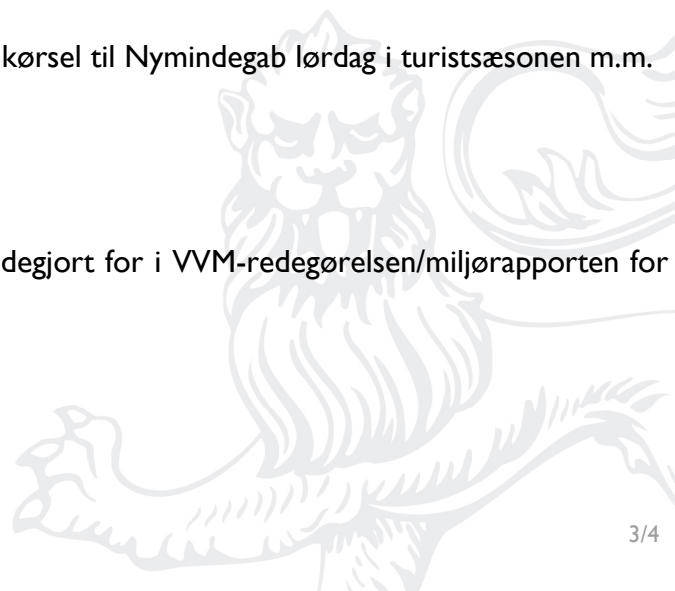 kørsel til Nymindegab lørdag i turistsæsonen m.m.
degjort for i VVM-redegørelsen/miljørapporten for
3/4